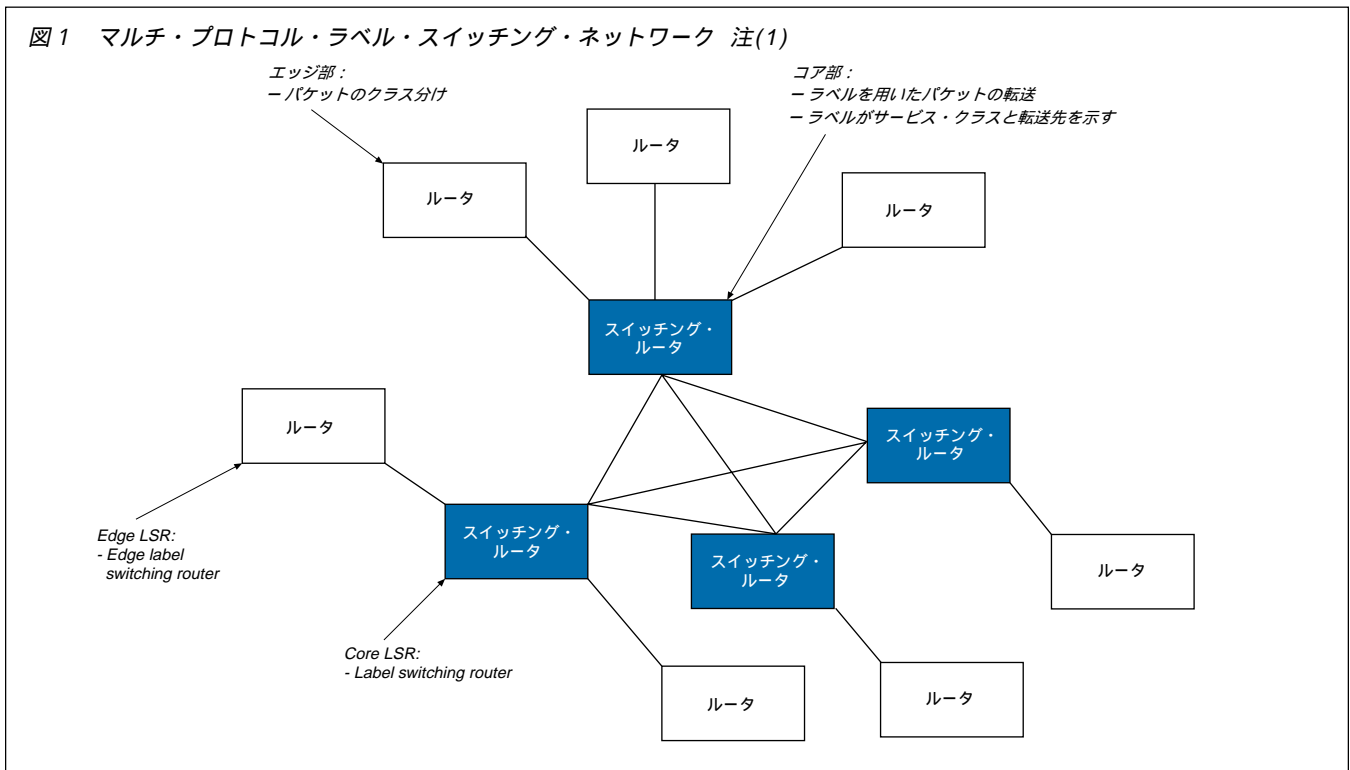 図1 マルチ・プロトコル・ラベル・スイッチング・ネットワーク 注(1)
エッジ部：
－パケットのクラス分け
コア部：
－ラベルを用いたパケットの転送
－ラベルがサービス・クラスと転送先を示す
ルータ
ルータ
ルータ
スイッチング・
ルータ
ルータ
スイッチング・
ルータ
スイッチング・
ルータ
スイッチング・
ルータ
Edge LSR:
- Edge label
switching router
ルータ
Core LSR:
- Label switching router
ルータ
ルータ